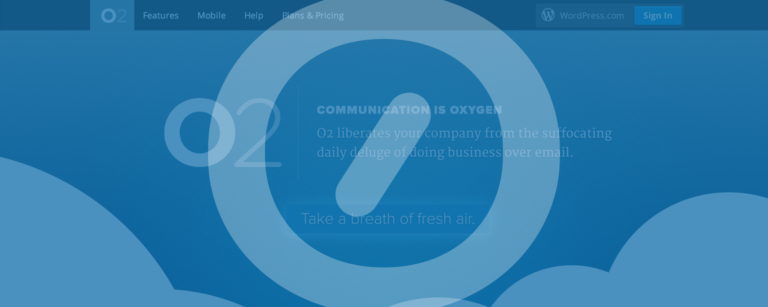 O2 Features Mobile Help Plans & Pricing WordPress.com Sign In
O2
COMMUNICATION IS OXYGEN
O2 liberates your company from the suffocating
daily deluge of doing business over email.
Take a breath of fresh air.